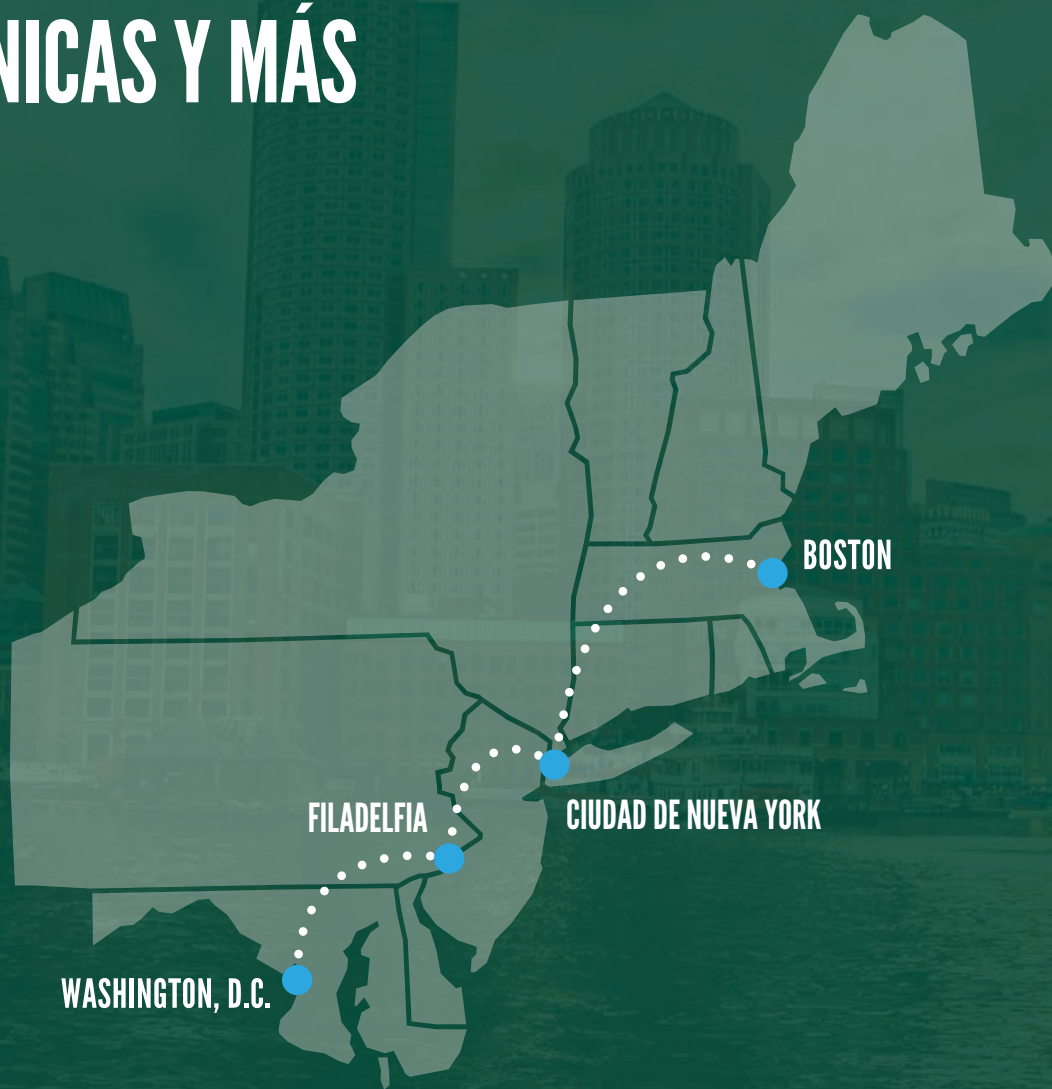 NICAS Y MÁS
BOSTON
FILADELFIA
CIUDAD DE NUEVA YORK
WASHINGTON, D.C.